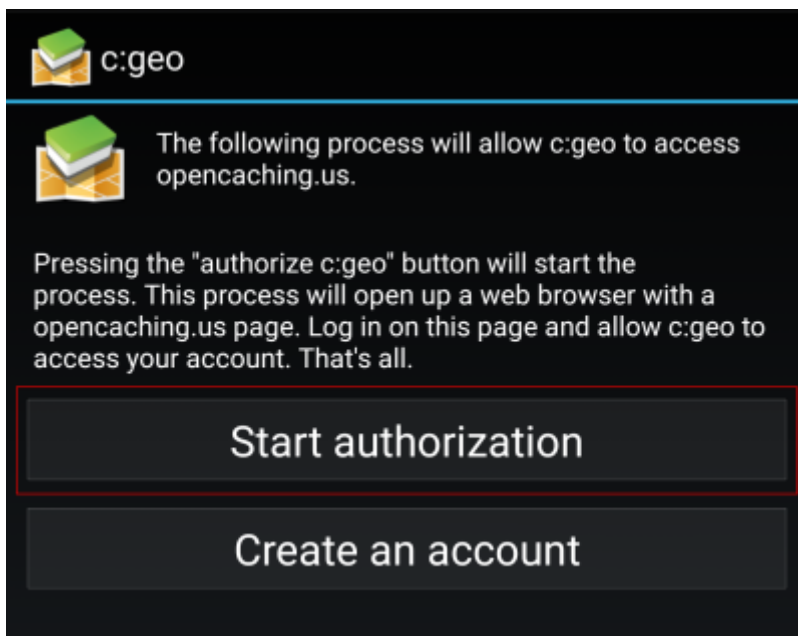 c:geo
The following process will allow c:geo to access
opencaching.us.
Pressing the "authorize c:geo" button will start the
process. This process will open up a web browser with a
opencaching.us page. Log in on this page and allow c:geo to
access your account. That's all.
Start authorization
Create an account